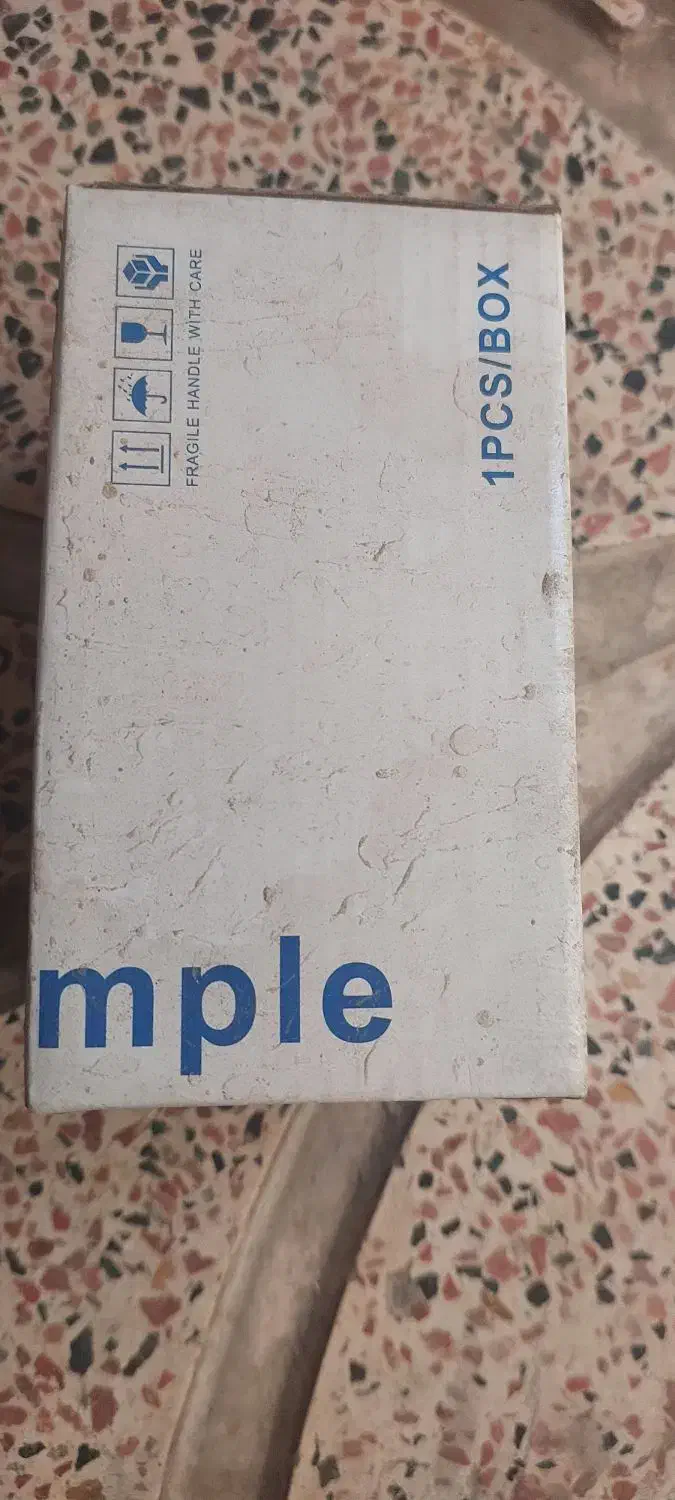 FRAGILE HANDLE WITH CARE
1PCS/BOX
mple